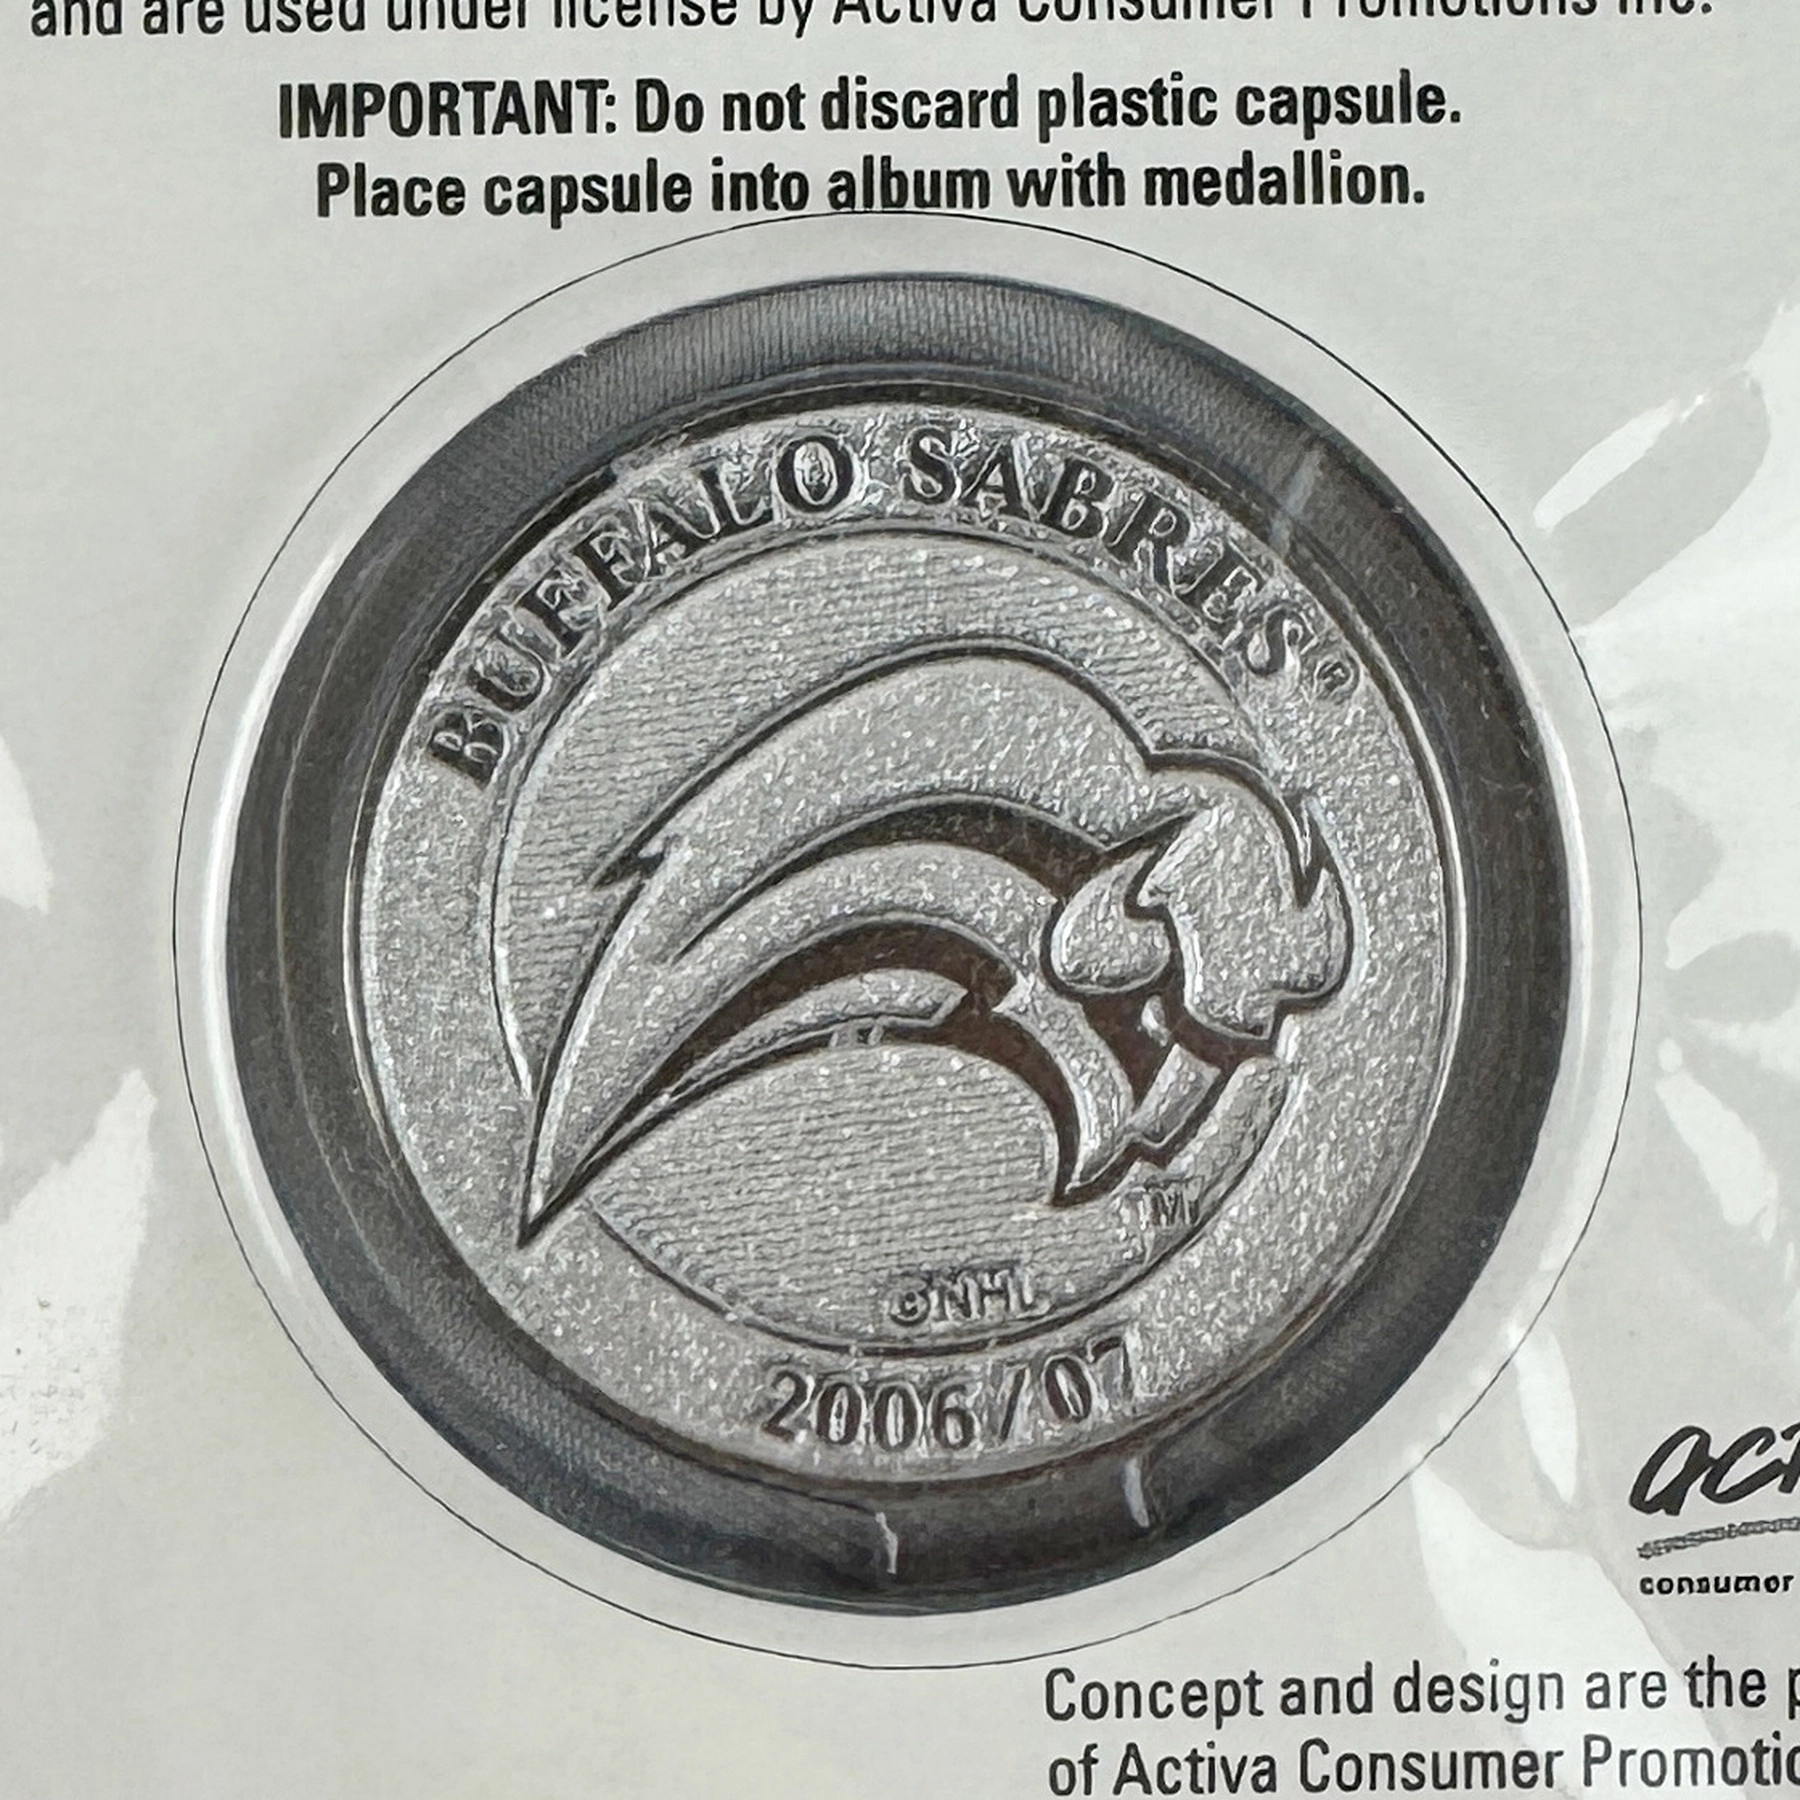 and are used under license by Activa Consumer Promotions Inc.
IMPORTANT: Do not discard plastic capsule.
Place capsule into album with medallion.
BUFFALO SABRES®
TM
©NHL
2006/07
consumer
Concept and design are the
of Activa Consumer